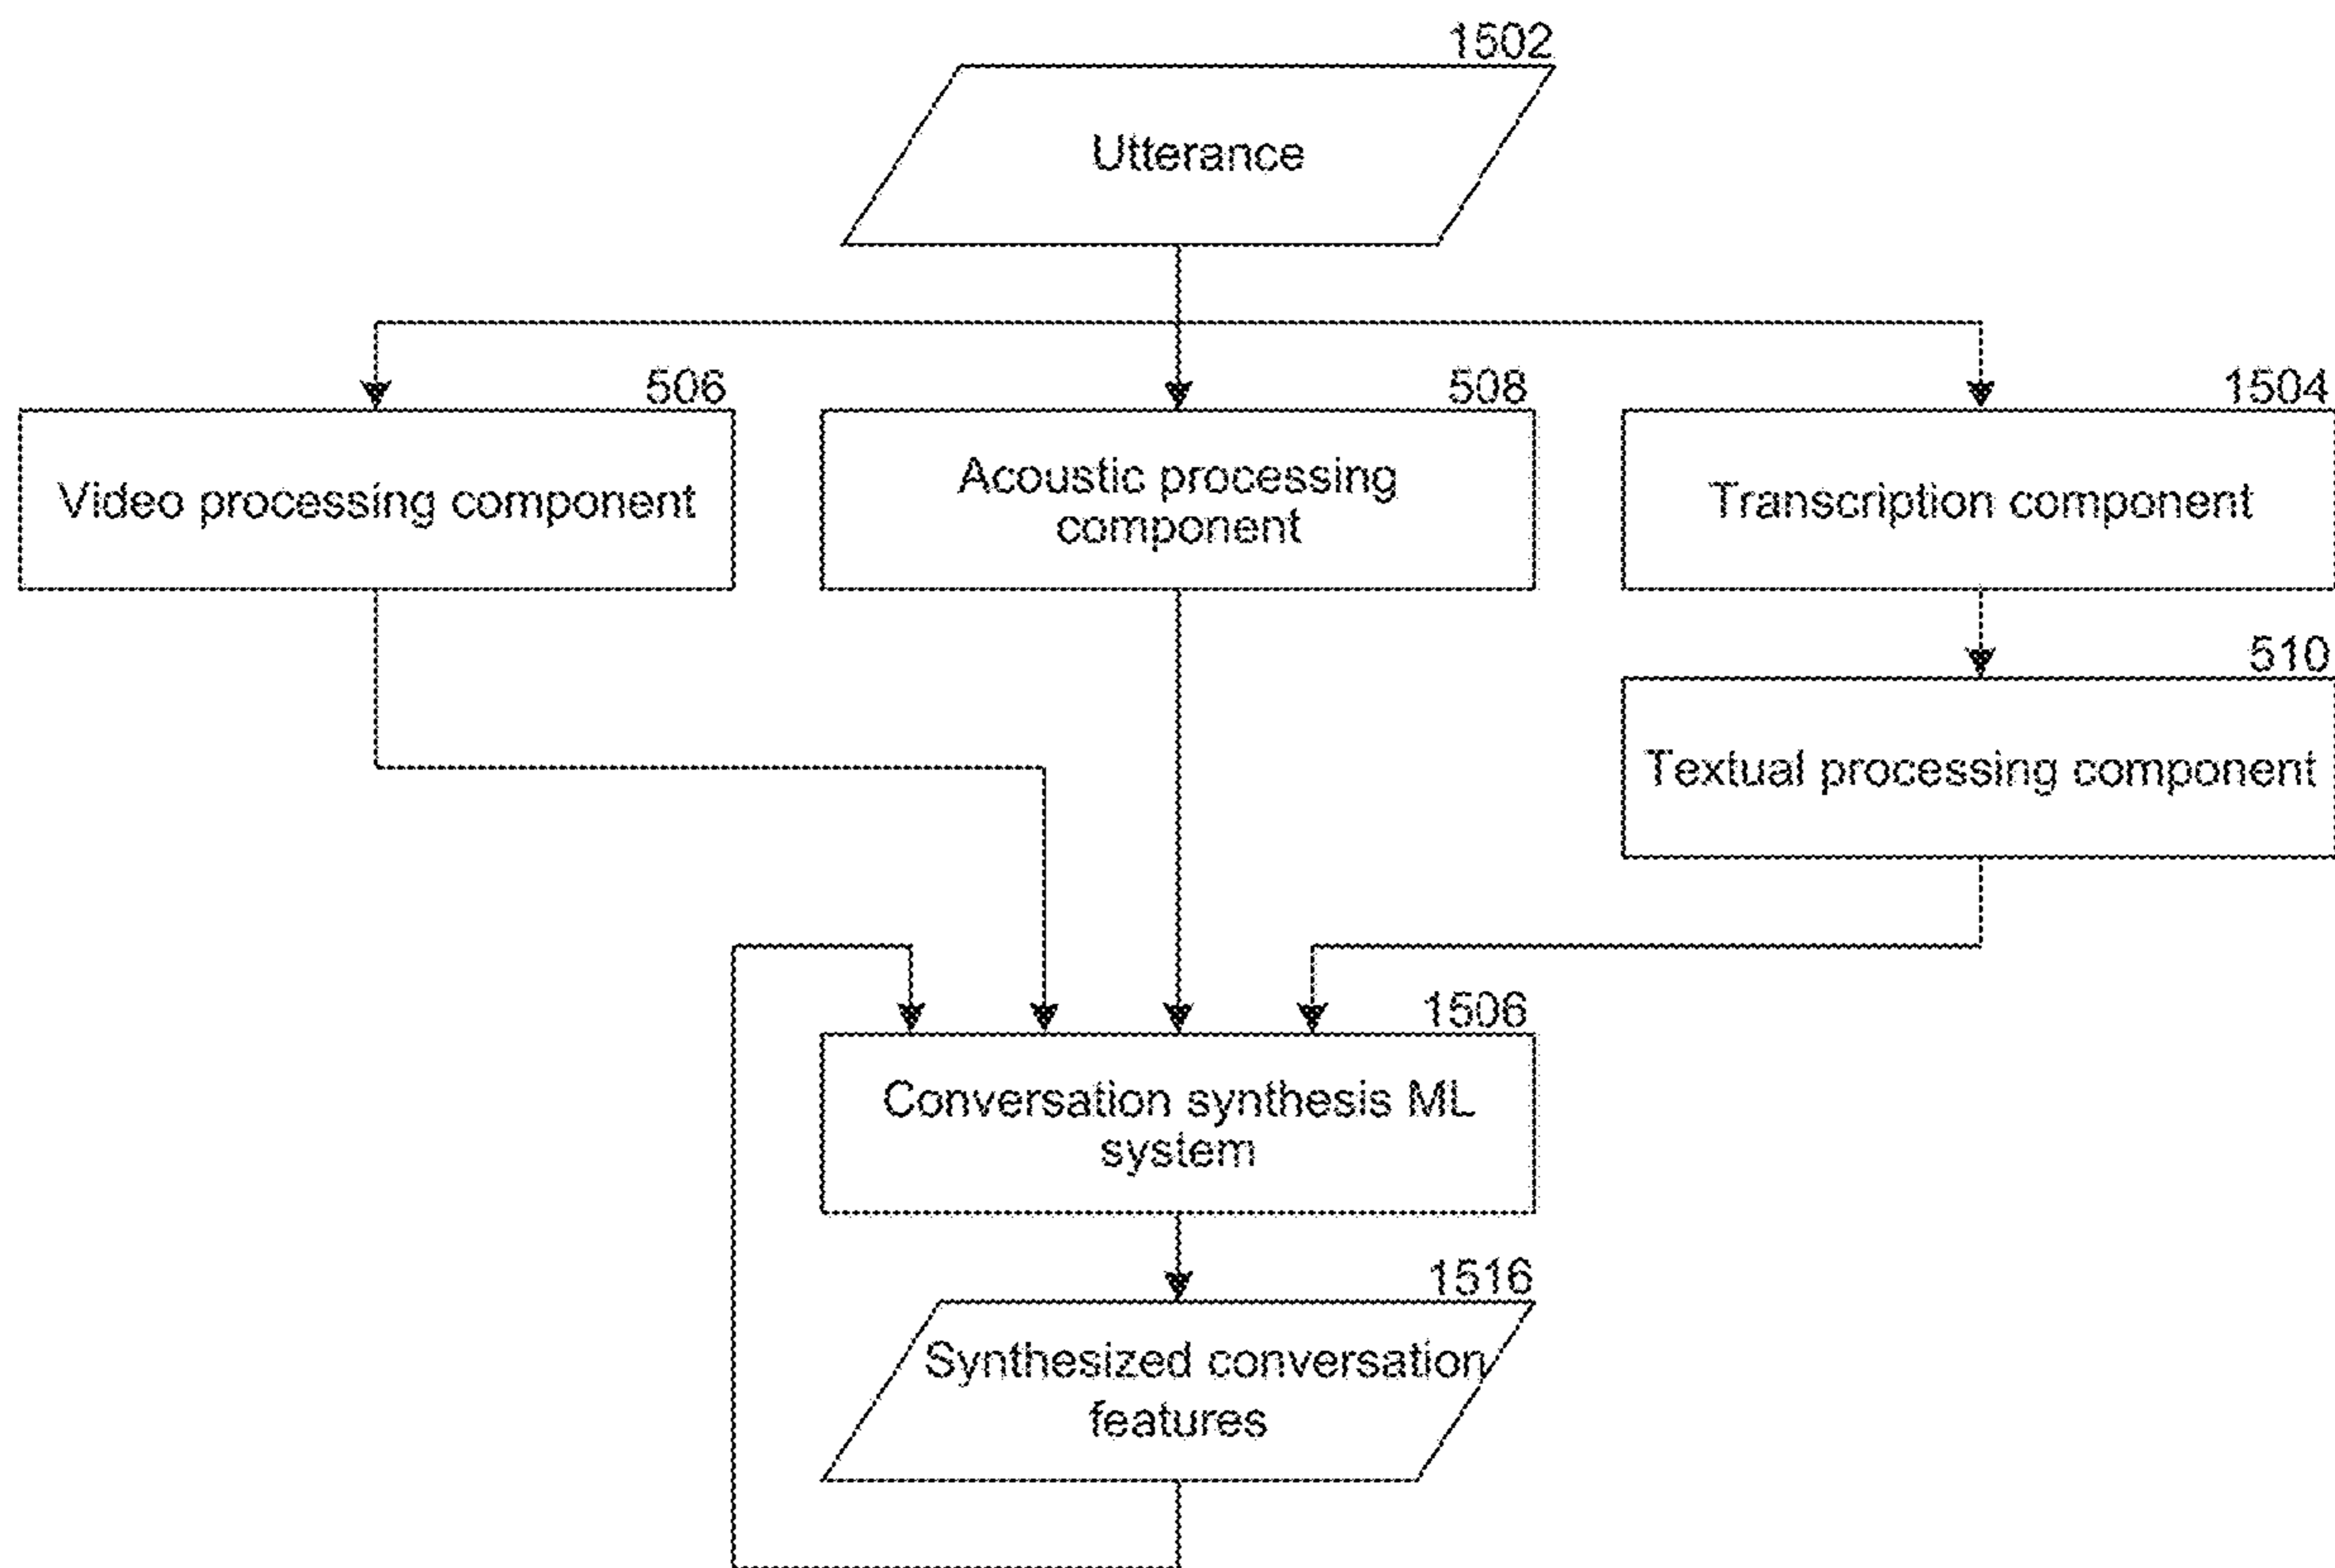 1502
Utterance
506
508
1504
Video processing component
Acoustic processing
component
Transcription component
510
Textual processing component
1506
Conversation synthesis ML
system
1516
Synthesized conversation
features